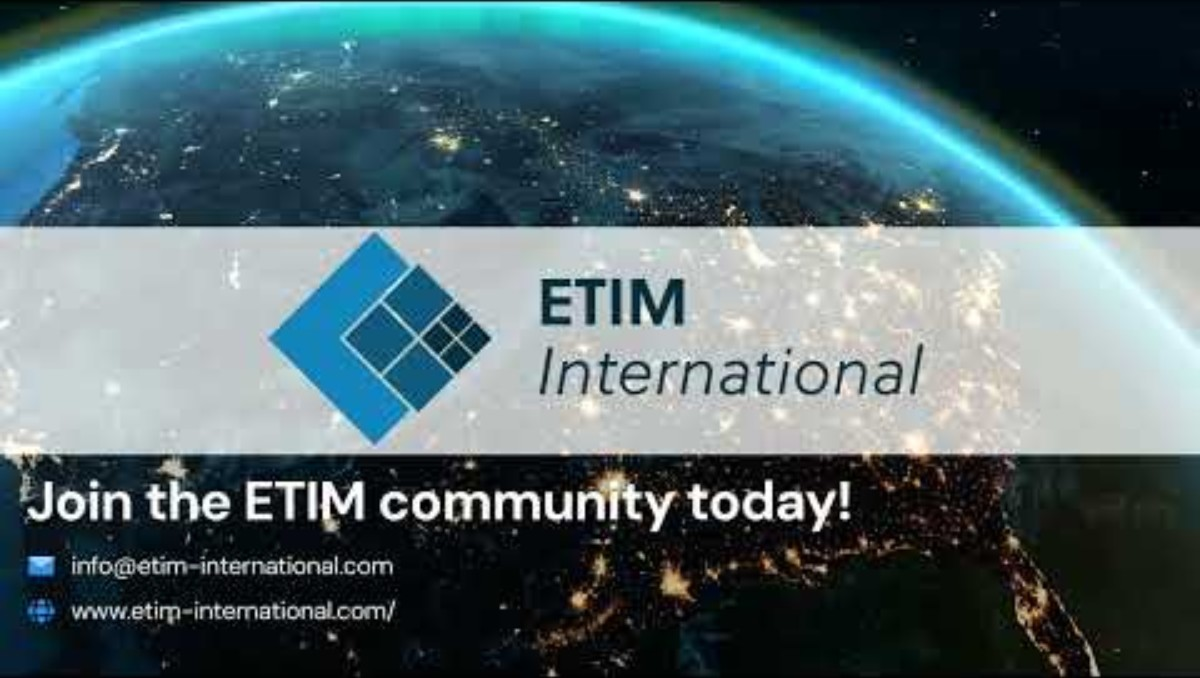 ETIM
International
Join the ETIM community today!
info@etim-international.com
www.etim-international.com/